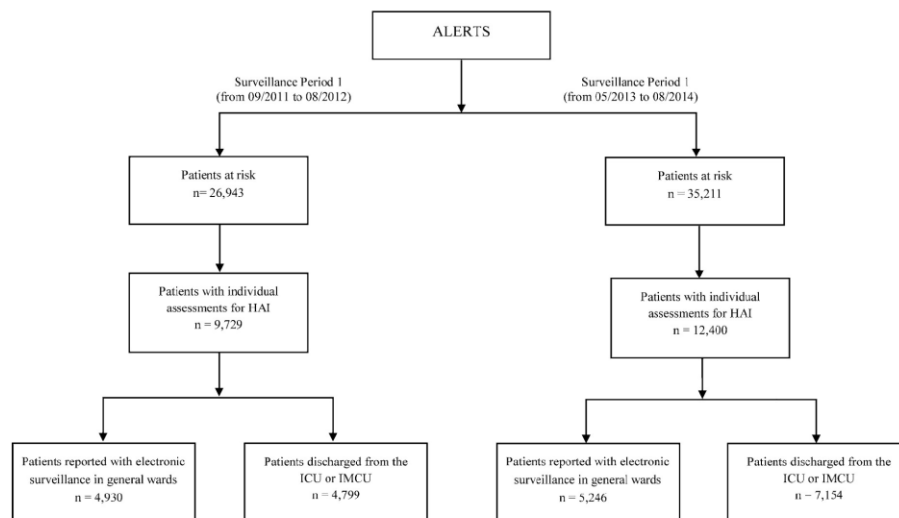 ALERTS
Surveillance Period 1
(from 09/2011 to 08/2012)
Surveillance Period 1
(from 05/2013 to 08/2014)
Patients at risk
n= 26,943
Patients at risk
n = 35,211
Patients with individual
assessments for HAI
n = 9,729
Patients with individual
assessments for HAI
n = 12,400
Patients reported with electronic
surveillance in general wards
n = 4,930
Patients discharged from the
ICU or IMCU
n = 4,799
Patients reported with electronic
surveillance in general wards
n = 5,246
Patients discharged from the
ICU or IMCU
n − 7,154